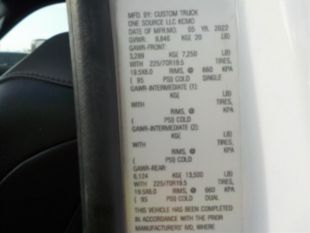 MFD. BY: CUSTOM TRUCK
ONE SOURCE LLC KCMO
DATE OF MFR.MO. 05 YR. 2022
GVWR: 8,845 KG( 20 LB)
GAWR-FRONT:
3,289 KG( 7,250 LB)
WITH 225/70R19.5 TIRES,
19.5X6.0 RIMS, @ 660 KPA
( 95 PSI) COLD SINGLE
GAWR-INTERMEDIATE (1):
KG( LB)
WITH TIRES,
RIMS, @ KPA
( PSI) COLD
GAWR-INTERMEDIATE (2):
KG( LB)
WITH TIRES,
RIMS, @ KPA
( PSI) COLD
GAWR-REAR
6,124 KG( 13,500 LB)
WITH 225/70R19.5 TIRES,
19.5X6.0 RIMS, @ 660 KPA
( 95 PSI) COLD DUAL
THIS VEHICLE HAS BEEN COMPLETED
IN ACCORDANCE WITH THE PRIOR
MANUFACTURERS' IVD, WHERE